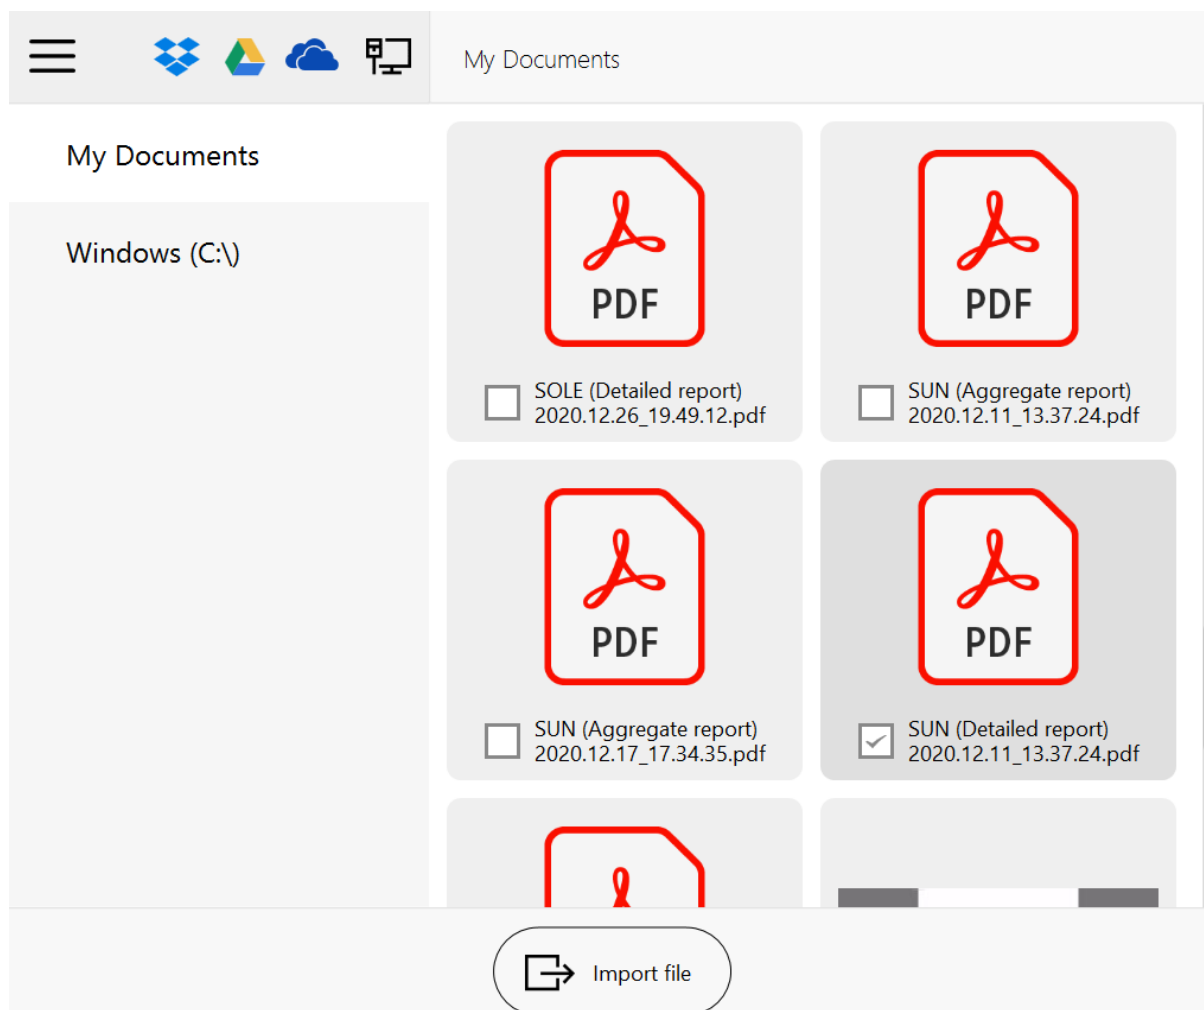 My Documents
My Documents
Windows (C:\)
PDF
SOLE (Detailed report)
2020.12.26_19.49.12.pdf
PDF
SUN (Aggregate report)
2020.12.11_13.37.24.pdf
PDF
SUN (Aggregate report)
2020.12.17_17.34.35.pdf
PDF
SUN (Detailed report)
2020.12.11_13.37.24.pdf
Import file